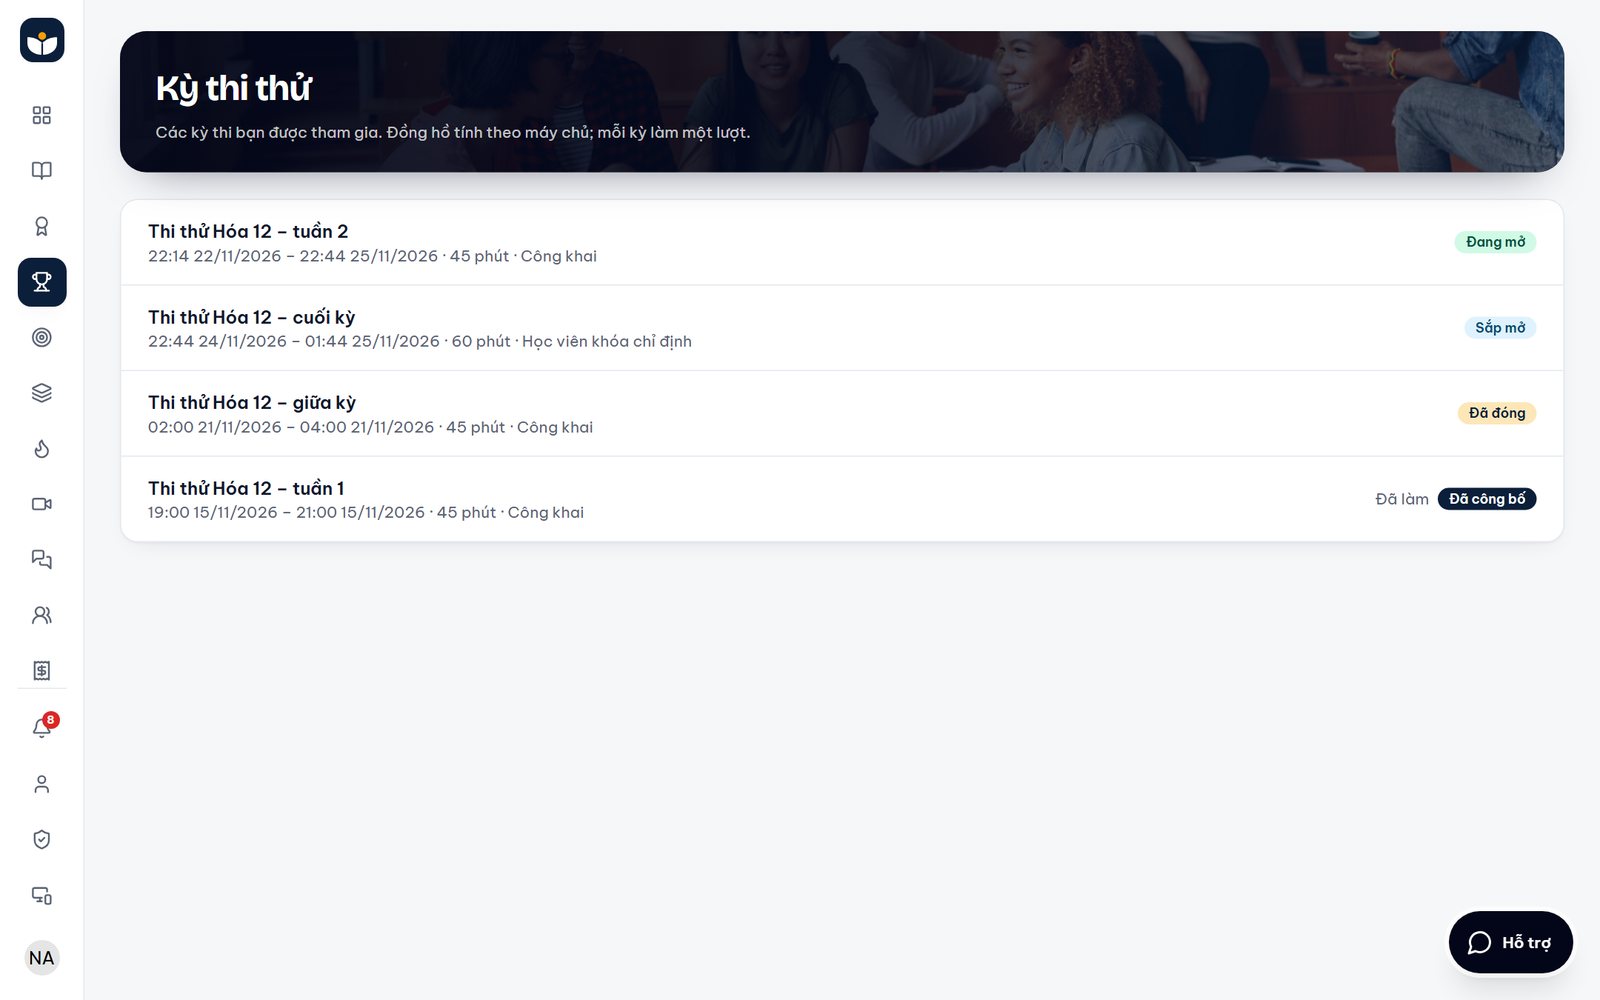 Kỳ thi thử
Các kỳ thi bạn được tham gia. Đồng hồ tính theo máy chủ; mỗi kỳ làm một lượt.
Thi thử Hóa 12 – tuần 2
22:14 22/11/2026 – 22:44 25/11/2026 · 45 phút · Công khai
Đang mở
Thi thử Hóa 12 – cuối kỳ
22:44 24/11/2026 – 01:44 25/11/2026 · 60 phút · Học viên khóa chỉ định
Sắp mở
Thi thử Hóa 12 – giữa kỳ
02:00 21/11/2026 – 04:00 21/11/2026 · 45 phút · Công khai
Đã đóng
Thi thử Hóa 12 – tuần 1
19:00 15/11/2026 – 21:00 15/11/2026 · 45 phút · Công khai
Đã làm Đã công bố
8
NA
Hỗ trợ